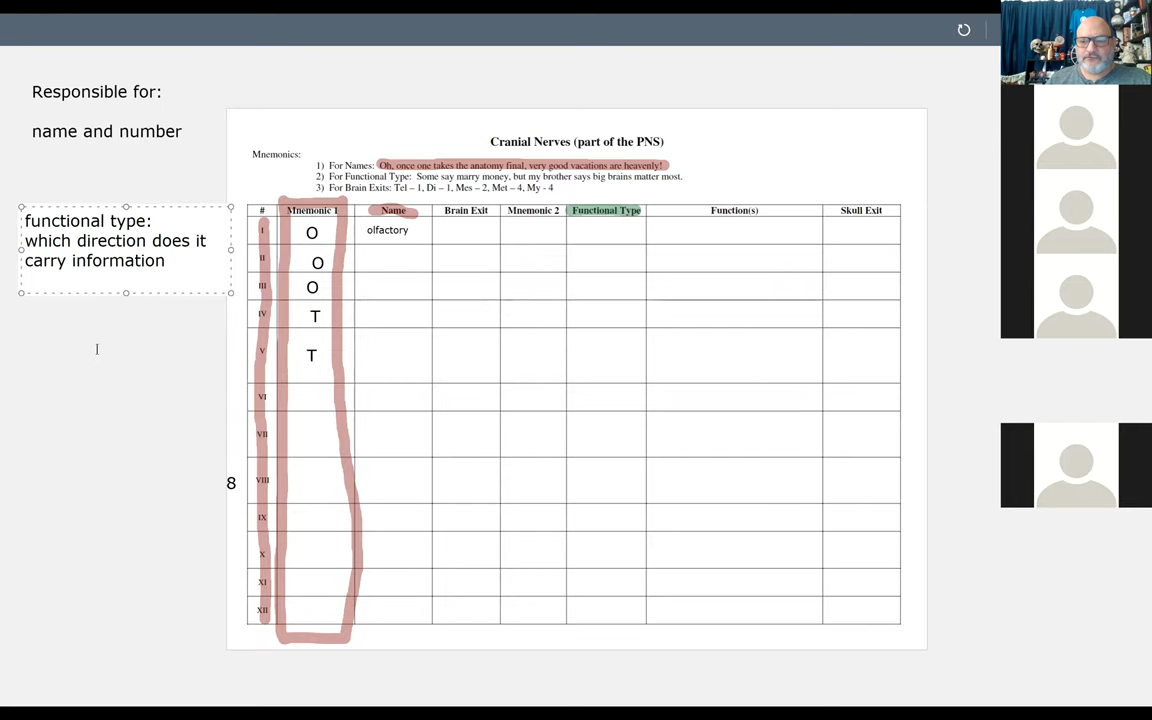 Responsible for:
name and number
functional type:
which direction does it
carry information
Cranial Nerves (part of the PNS)
Mnemonics:
1) For Names: Oh, once one takes the anatomy final, very good vacations are heavenly!
2) For Functional Type: Some say marry money, but my brother says big brains matter most.
3) For Brain Exits: Tel – 1, Di – 1, Mes – 2, Met – 4, My - 4
# Mnemonic 1 Name Brain Exit Mnemonic 2 Functional Type Function(s) Skull Exit
I O olfactory
II O
III O
IV T
V T
VI
VII
8 VIII
IX
X
XI
XII